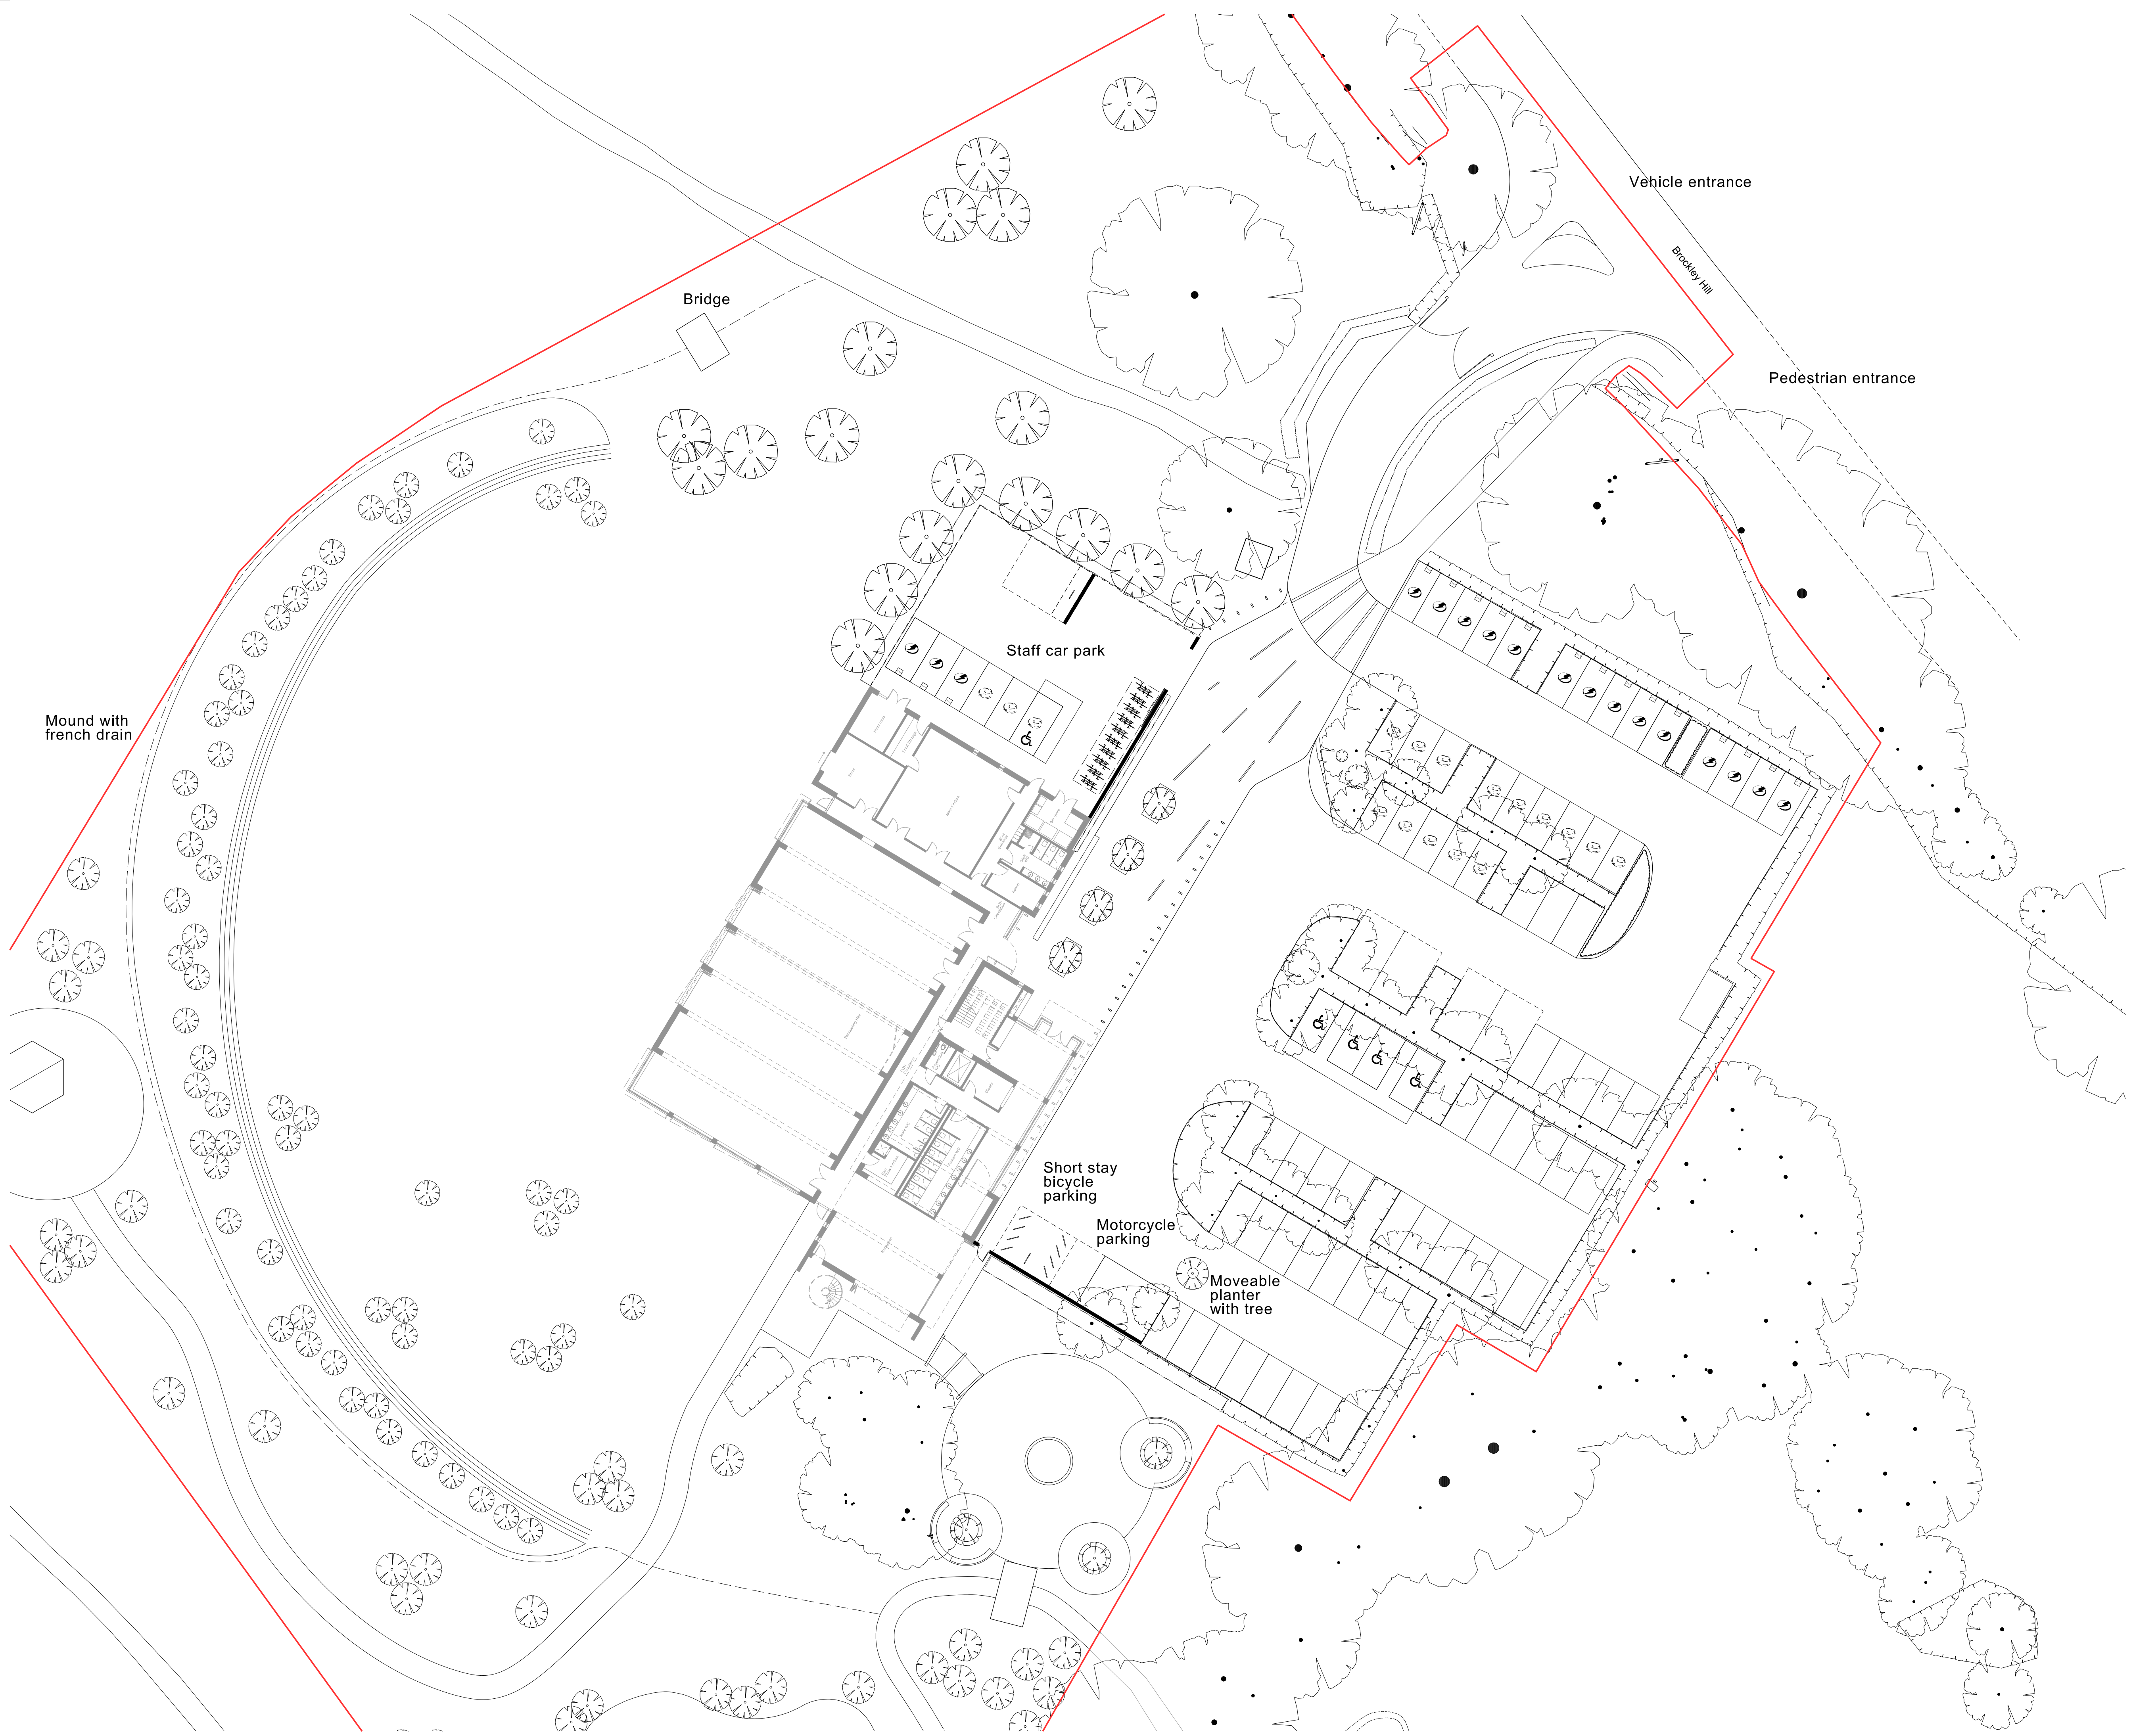 Vehicle entrance
Brockley Hill
Bridge
Pedestrian entrance
Staff car park
Mound with
french drain
Short stay
bicycle
parking
Motorcycle
parking
Moveable
planter
with tree